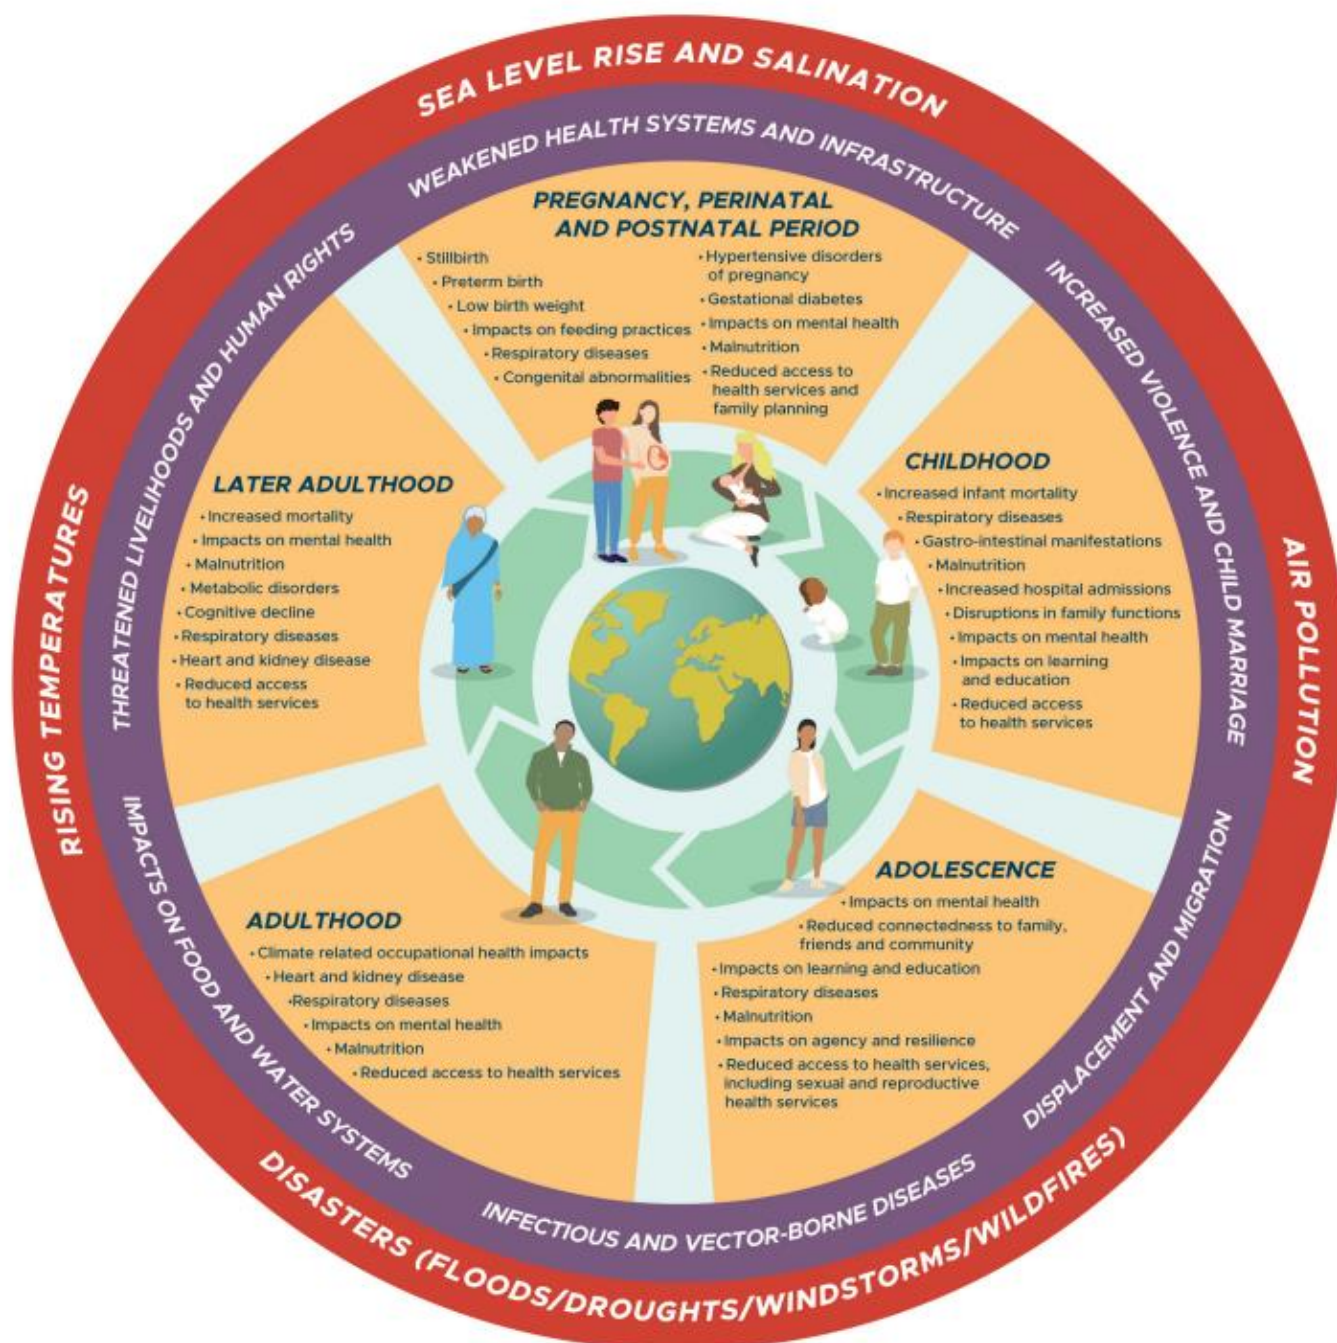 SEA LEVEL RISE AND SALINATION
AIR POLLUTION
DISASTERS (FLOODS/DROUGHTS/WINDSTORMS/WILDFIRES)
RISING TEMPERATURES
WEAKENED HEALTH SYSTEMS AND INFRASTRUCTURE
INCREASED VIOLENCE AND CHILD MARRIAGE
DISPLACEMENT AND MIGRATION
INFECTIOUS AND VECTOR-BORNE DISEASES
IMPACTS ON FOOD AND WATER SYSTEMS
THREATENED LIVELIHOODS AND HUMAN RIGHTS
PREGNANCY, PERINATAL
AND POSTNATAL PERIOD
• Stillbirth
• Preterm birth
• Low birth weight
• Impacts on feeding practices
• Respiratory diseases
• Congenital abnormalities
• Hypertensive disorders
of pregnancy
• Gestational diabetes
• Impacts on mental health
• Malnutrition
• Reduced access to
health services and
family planning
CHILDHOOD
• Increased infant mortality
• Respiratory diseases
• Gastro-intestinal manifestations
• Malnutrition
• Increased hospital admissions
• Disruptions in family functions
• Impacts on mental health
• Impacts on learning
and education
• Reduced access
to health services
ADOLESCENCE
• Impacts on mental health
• Reduced connectedness to family,
friends and community
• Impacts on learning and education
• Respiratory diseases
• Malnutrition
• Impacts on agency and resilience
• Reduced access to health services,
including sexual and reproductive
health services
ADULTHOOD
• Climate related occupational health impacts
• Heart and kidney disease
•Respiratory diseases
• Impacts on mental health
• Malnutrition
• Reduced access to health services
LATER ADULTHOOD
• Increased mortality
• Impacts on mental health
• Malnutrition
• Metabolic disorders
• Cognitive decline
• Respiratory diseases
• Heart and kidney disease
• Reduced access
to health services